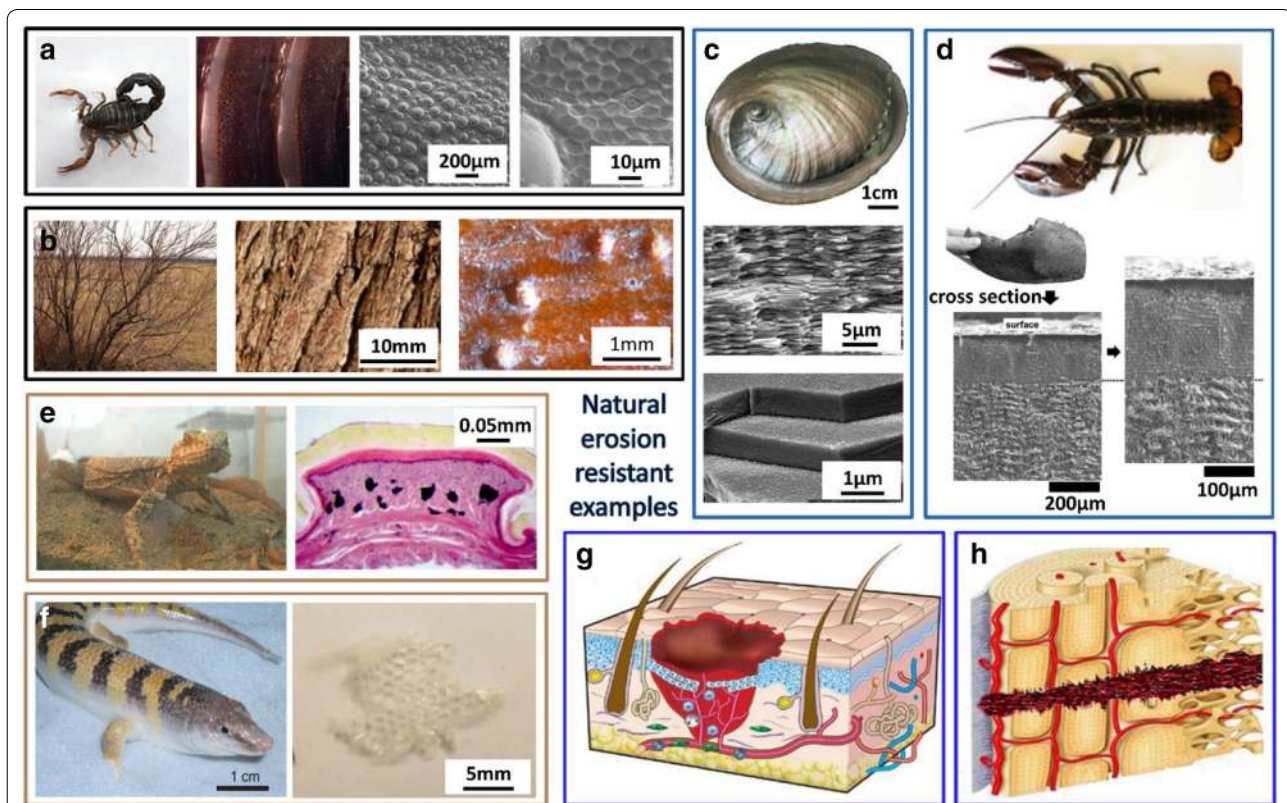 a
200μm
10μm
b
10mm
1mm
c
1cm
5μm
1μm
d
cross section
surface
200μm
100μm
e
0.05mm
Natural
erosion
resistant
examples
f
1 cm
5mm
g
h